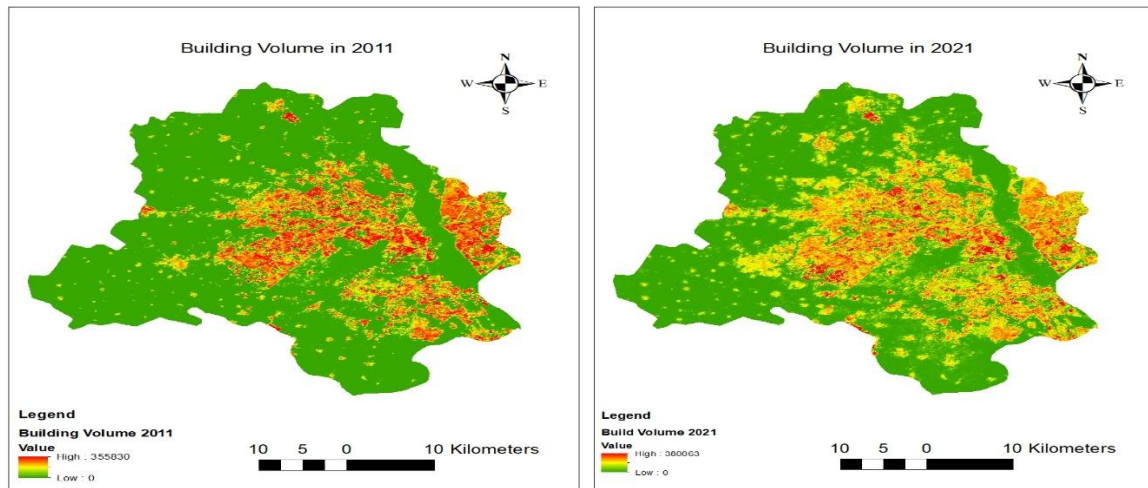 Building Volume in 2011
N
W E
S
Legend
Building Volume 2011
Value
High : 355830
Low : 0
10 5 0 10 Kilometers
Building Volume in 2021
N
W E
S
Legend
Build Volume 2021
Value
High : 380063
Low : 0
10 5 0 10 Kilometers